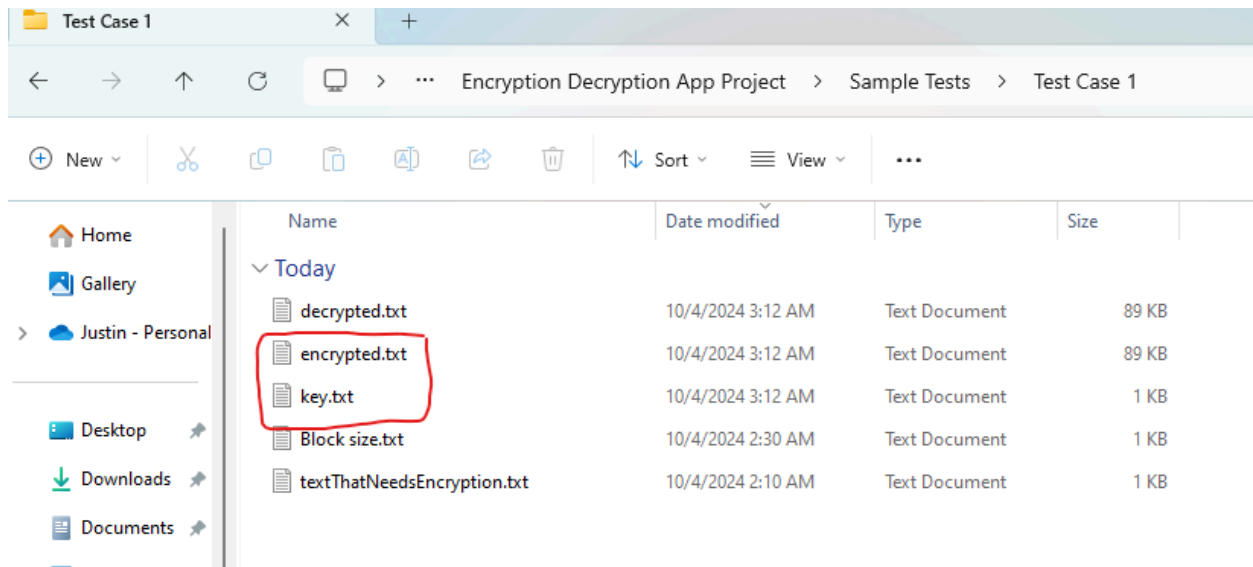 Test Case 1
Encryption Decryption App Project > Sample Tests > Test Case 1
New Sort View
Name Date modified Type Size
Home
Today
Gallery
decrypted.txt 10/4/2024 3:12 AM Text Document 89 KB
Justin - Personal
encrypted.txt 10/4/2024 3:12 AM Text Document 89 KB
key.txt 10/4/2024 3:12 AM Text Document 1 KB
Desktop
Block size.txt 10/4/2024 2:30 AM Text Document 1 KB
Downloads
textThatNeedsEncryption.txt 10/4/2024 2:10 AM Text Document 1 KB
Documents